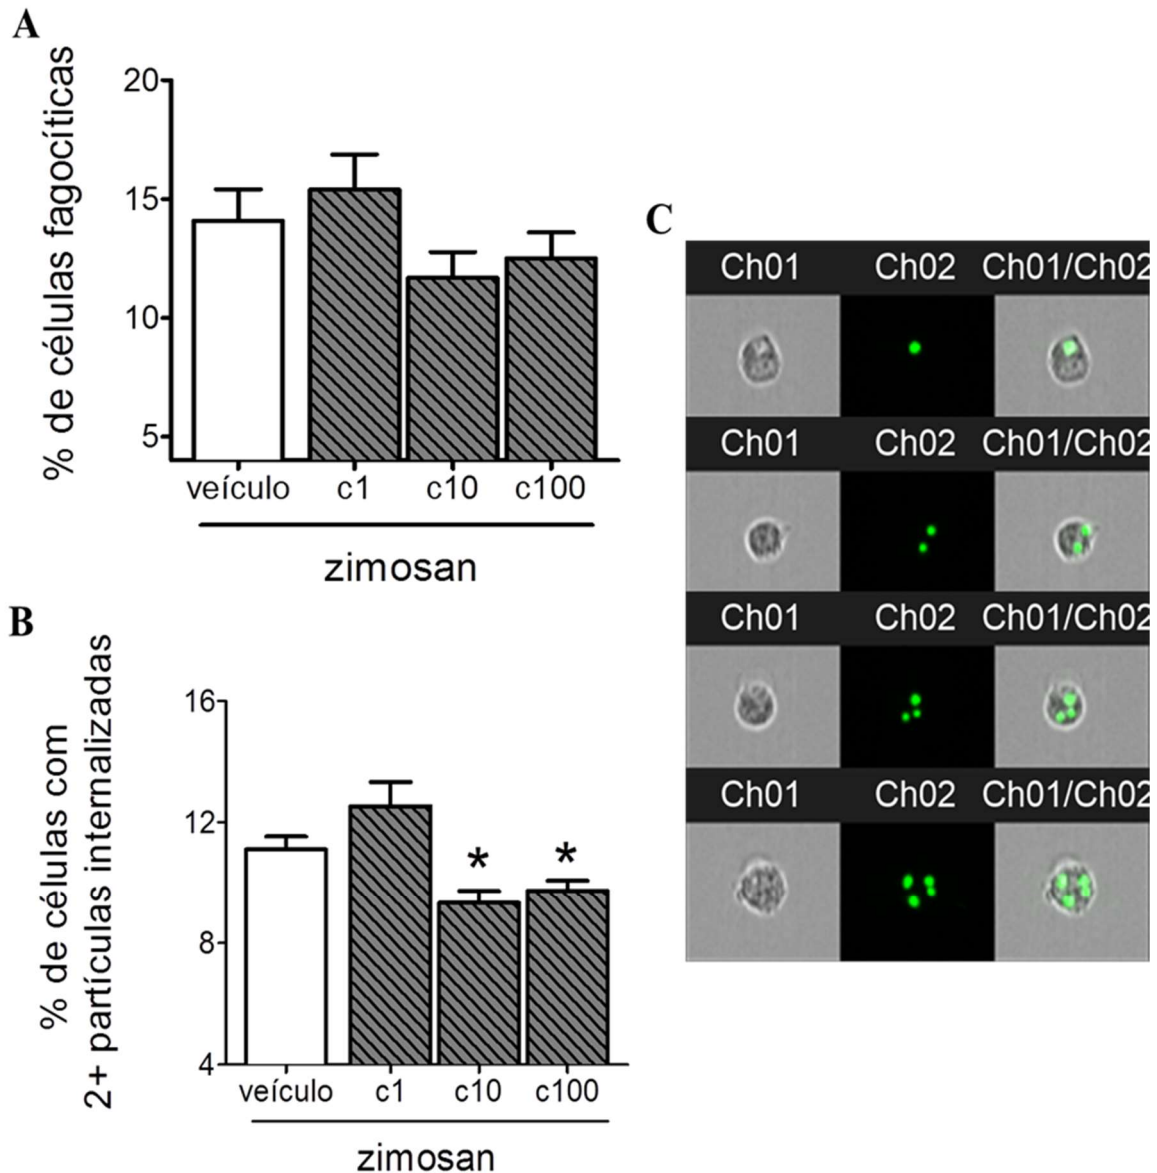 A
% de células fagocíticas
20
15
10
5
veículo c1 c10 c100
zimosan
B
% de células com
2+ partículas internalizadas
16
12
8
4
* *
veículo c1 c10 c100
zimosan
C
Ch01 Ch02 Ch01/Ch02
Ch01 Ch02 Ch01/Ch02
Ch01 Ch02 Ch01/Ch02
Ch01 Ch02 Ch01/Ch02